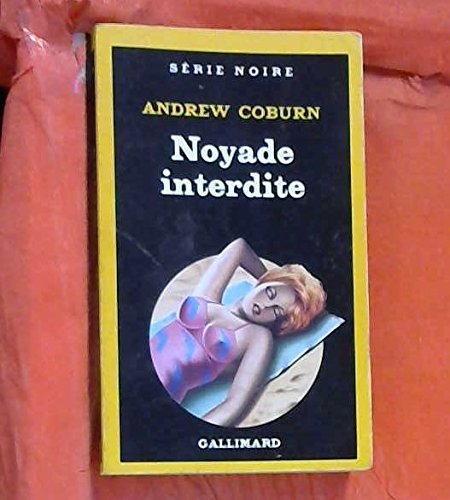 SÉRIE NOIRE
ANDREW COBURN
Noyade
interdite
GALLIMARD